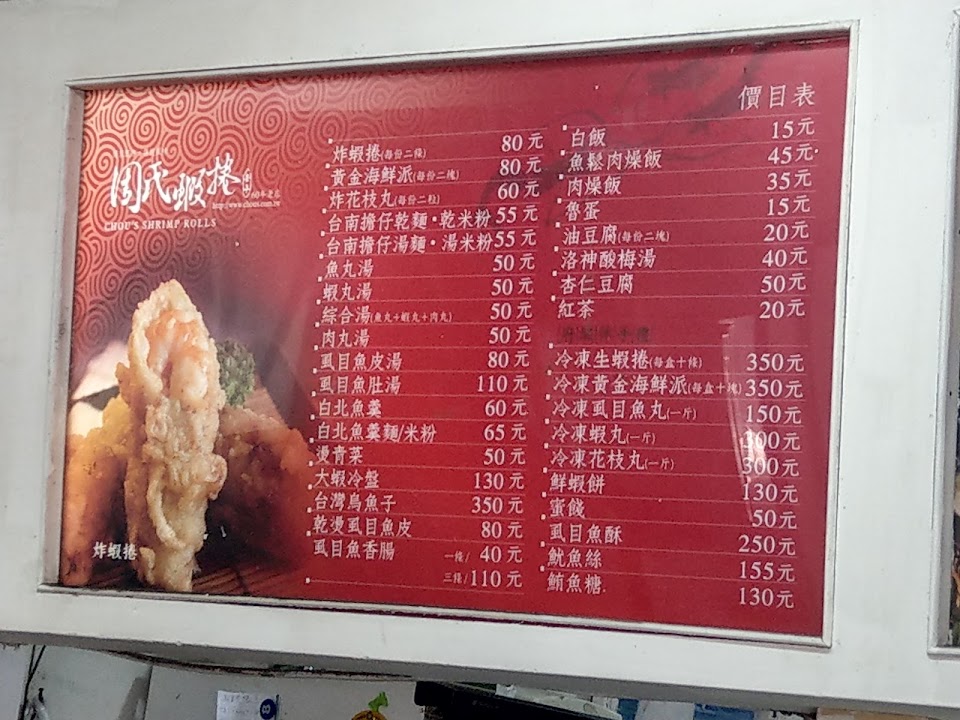 價目表
周氏蝦捲
60年老店
http://www.chous.com.tw
CHOU'S SHRIMP ROLLS
炸蝦捲(每份二條) 80元
黃金海鮮派(每份二塊) 80元
炸花枝丸(每份二粒) 60元
台南擔仔乾麵・乾米粉 55元
台南擔仔湯麵・湯米粉 55元
魚丸湯 50元
蝦丸湯 50元
綜合湯(魚丸+蝦丸+肉丸) 50元
肉丸湯 50元
虱目魚皮湯 80元
虱目魚肚湯 110元
白北魚羹 60元
白北魚羹麵/米粉 65元
燙青菜 50元
大蝦冷盤 130元
台灣烏魚子 350元
乾燙虱目魚皮 80元
虱目魚香腸 一條/ 40元
三條/110元
白飯 15元
魚鬆肉燥飯 45元
肉燥飯 35元
魯蛋 15元
油豆腐(每份二塊) 20元
洛神酸梅湯 40元
杏仁豆腐 50元
紅茶 20元
冷凍生蝦捲(每盒十條) 350元
冷凍黃金海鮮派(每盒十塊) 350元
冷凍虱目魚丸(一斤) 150元
冷凍蝦丸(一斤) 300元
冷凍花枝丸(一斤) 300元
鮮蝦餅 130元
蜜餞 50元
虱目魚酥 250元
魷魚絲 155元
鮪魚糖 130元
炸蝦捲